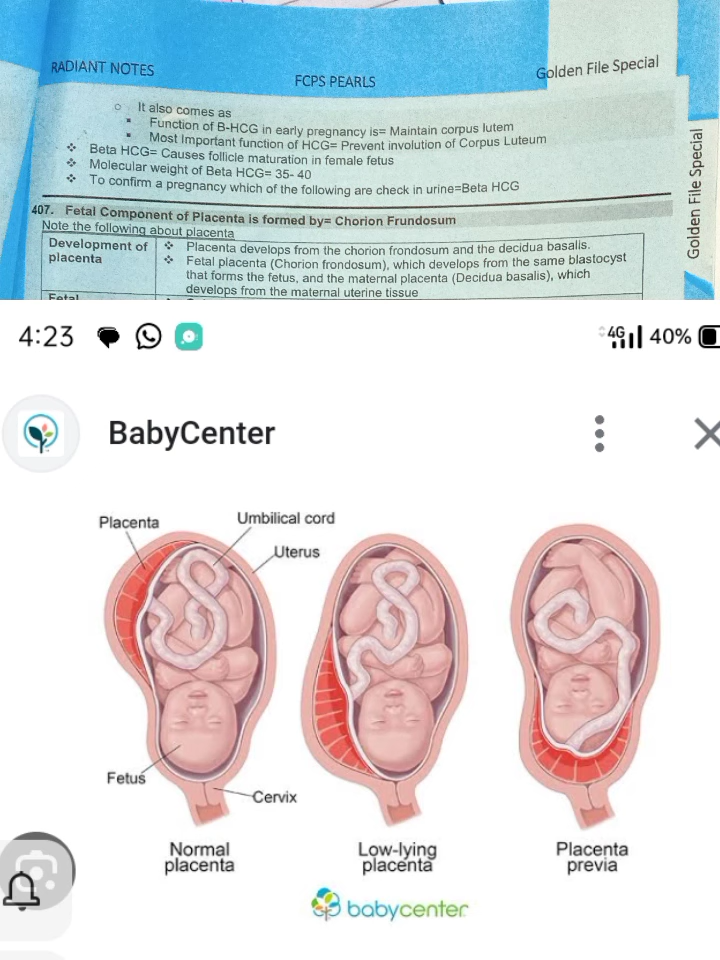 RADIANT NOTES
FCPS PEARLS
Golden File Special
It also comes as
Function of B-HCG in early pregnancy is= Maintain corpus lutem
Most Important function of HCG= Prevent involution of Corpus Luteum
Beta HCG= Causes follicle maturation in female fetus
Molecular weight of Beta HCG= 35- 40
To confirm a pregnancy which of the following are check in urine=Beta HCG
Golden File Special
407. Fetal Component of Placenta is formed by= Chorion Frundosum
Note the following about placenta
Development of placenta
Placenta develops from the chorion frondosum and the decidua basalis.
Fetal placenta (Chorion frondosum), which develops from the same blastocyst
that forms the fetus, and the maternal placenta (Decidua basalis), which
develops from the maternal uterine tissue
Fetal
4:23
4G 40%
BabyCenter
Placenta
Umbilical cord
Uterus
Fetus
Cervix
Normal
placenta
Low-lying
placenta
Placenta
previa
babycenter